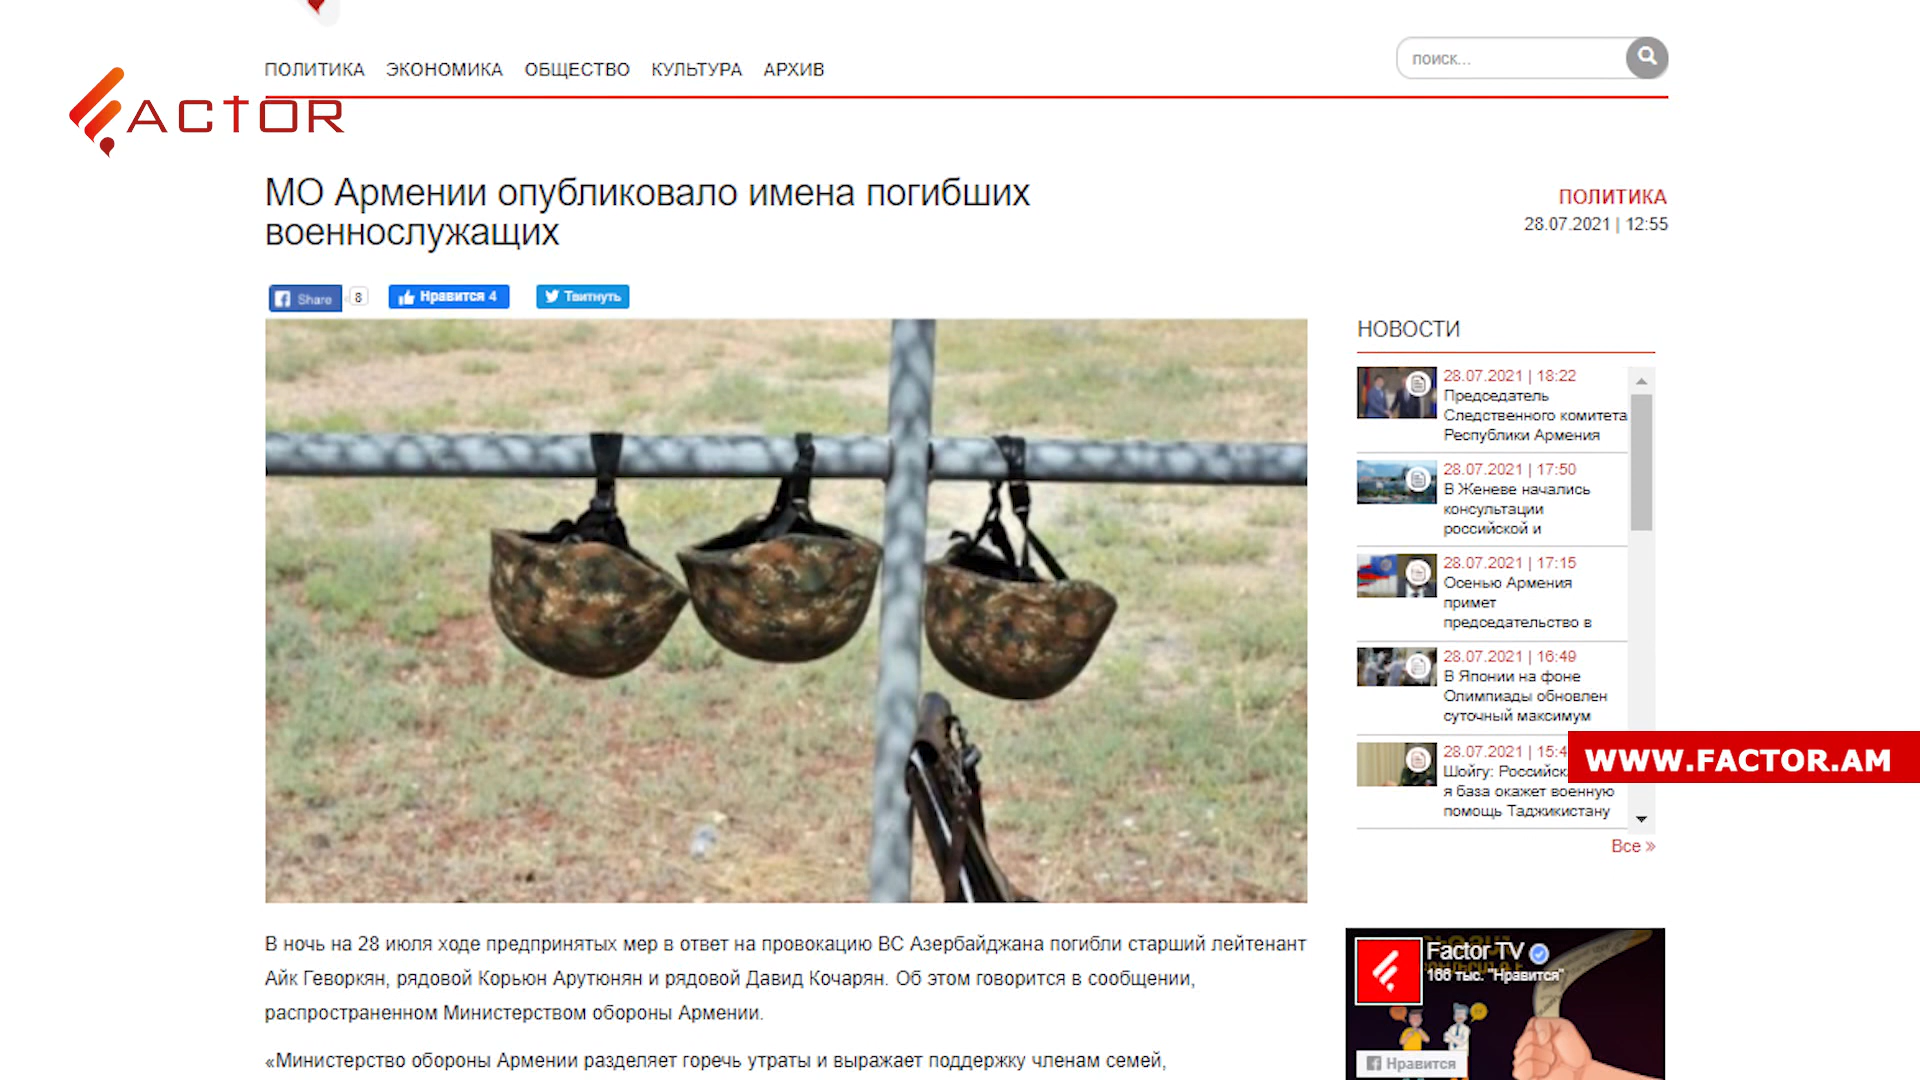 ПОЛИТИКА ЭКОНОМИКА ОБЩЕСТВО КУЛЬТУРА АРХИВ
поиск...
ACTOR
МО Армении опубликовало имена погибших
военнослужащих
ПОЛИТИКА
28.07.2021 | 12:55
Share 8 Нравится 4 Твитнуть
НОВОСТИ
28.07.2021 | 18:22
Председатель
Следственного комитета
Республики Армения
28.07.2021 | 17:50
В Женеве начались
консультации
российской и
28.07.2021 | 17:15
Осенью Армения
примет
председательство в
28.07.2021 | 16:49
В Японии на фоне
Олимпиады обновлен
суточный максимум
28.07.2021 | 15:4
Шойгу: Российска
я база окажет военную
помощь Таджикистану
WWW.FACTOR.AM
Все »
В ночь на 28 июля ходе предпринятых мер в ответ на провокацию ВС Азербайджана погибли старший лейтенант
Айк Геворкян, рядовой Корьюн Арутюнян и рядовой Давид Кочарян. Об этом говорится в сообщении,
распространенном Министерством обороны Армении.
«Министерство обороны Армении разделяет горечь утраты и выражает поддержку членам семей,
Factor TV
166 тыс. "Нравится"
Нравится